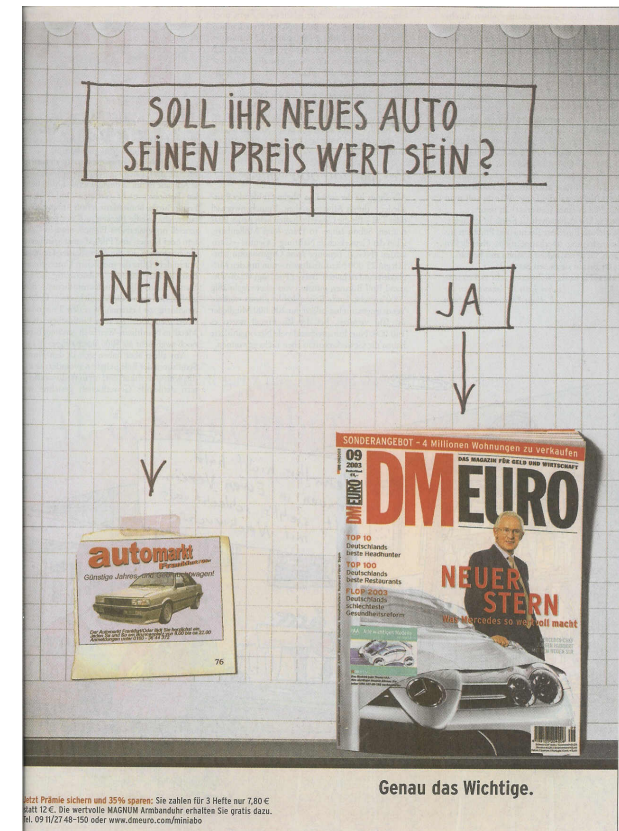 SOLL IHR NEUES AUTO
SEINEN PREIS WERT SEIN?
NEIN
JA
SONDERANGEBOT – 4 Millionen Wohnungen zu verkaufen
09
2003
DAS MAGAZIN FÜR GELD UND WIRTSCHAFT
DM EURO
DMEURO
TOP 10
Deutschlands
beste Headhunter
TOP 100
Deutschlands
beste Restaurants
FLOP 2003
Deutschlands
schlechteste
Gesundheitsreform
NEUER
STERN
Was Mercedes so wertvoll macht
automarkt
Günstige Jahres- und Gebrauchtwagen!
76
Genau das Wichtige.
Jetzt Prämie sichern und 35% sparen: Sie zahlen für 3 Hefte nur 7,80 €
statt 12 €. Die wertvolle MAGNUM Armbanduhr erhalten Sie gratis dazu.
Tel. 09 11/27 48-150 oder www.dmeuro.com/miniabo